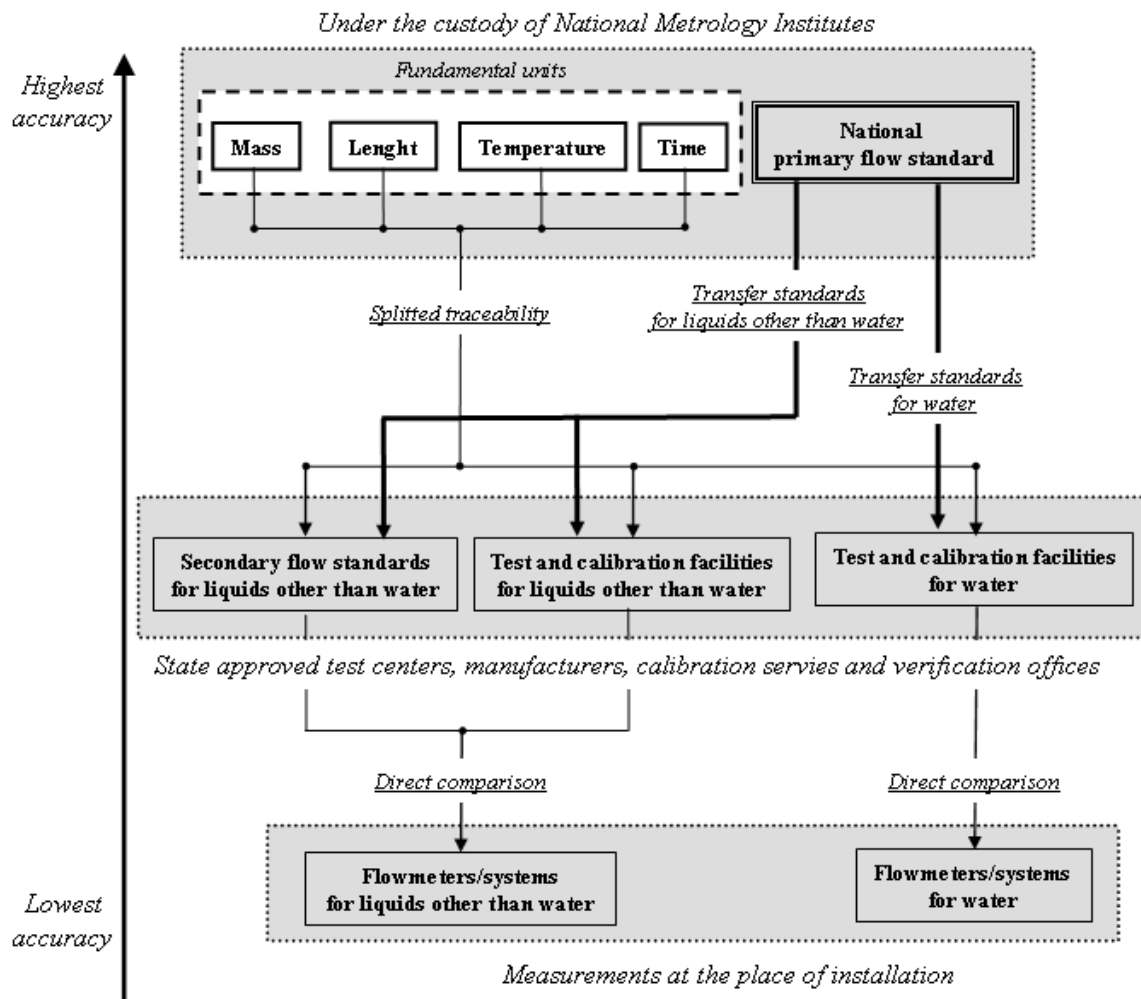 Under the custody of National Metrology Institutes
Highest
accuracy
Fundamental units
Mass
Lenght
Temperature
Time
National
primary flow standard
Splitted traceability
Transfer standards
for liquids other than water
Transfer standards
for water
Secondary flow standards
for liquids other than water
Test and calibration facilities
for liquids other than water
Test and calibration facilities
for water
State approved test centers, manufacturers, calibration servies and verification offices
Direct comparison
Direct comparison
Flowmeters/systems
for liquids other than water
Flowmeters/systems
for water
Lowest
accuracy
Measurements at the place of installation